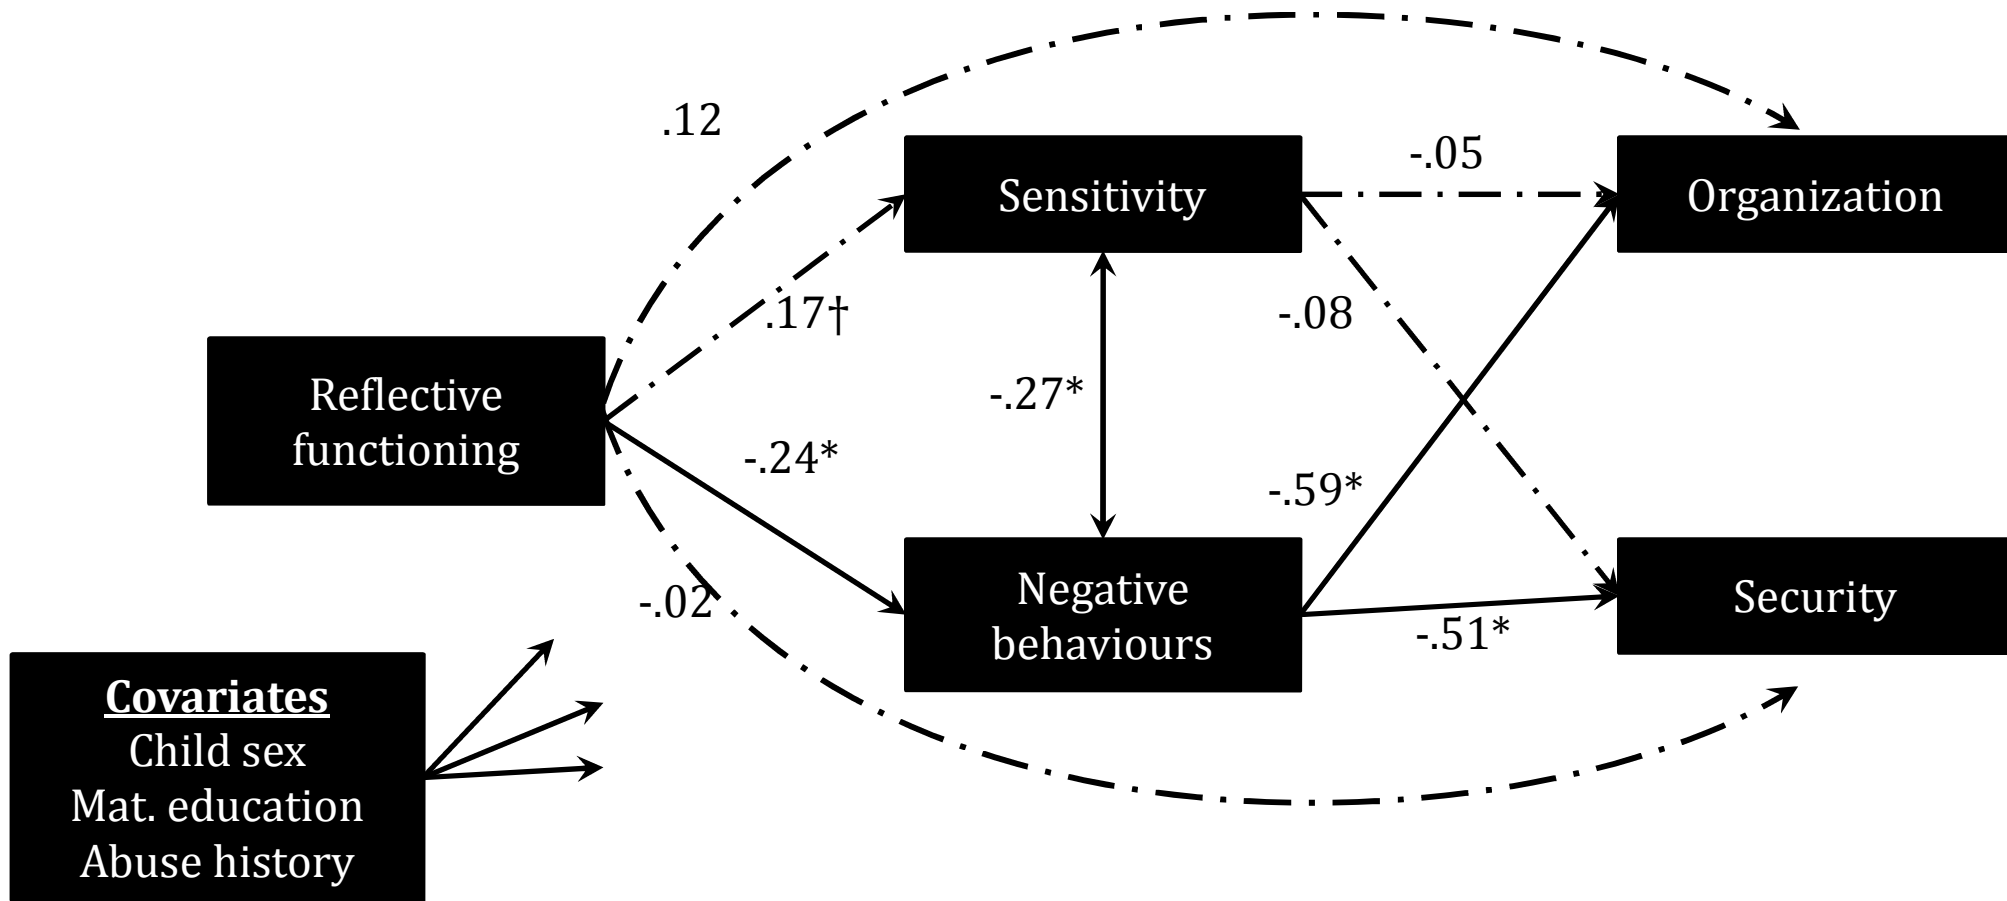 .12
Sensitivity
-.05
Organization
.17†
-.08
Reflective
functioning
-.27*
-.24*
-.59*
-.02
Negative
behaviours
-.51*
Security
Covariates
Child sex
Mat. education
Abuse history